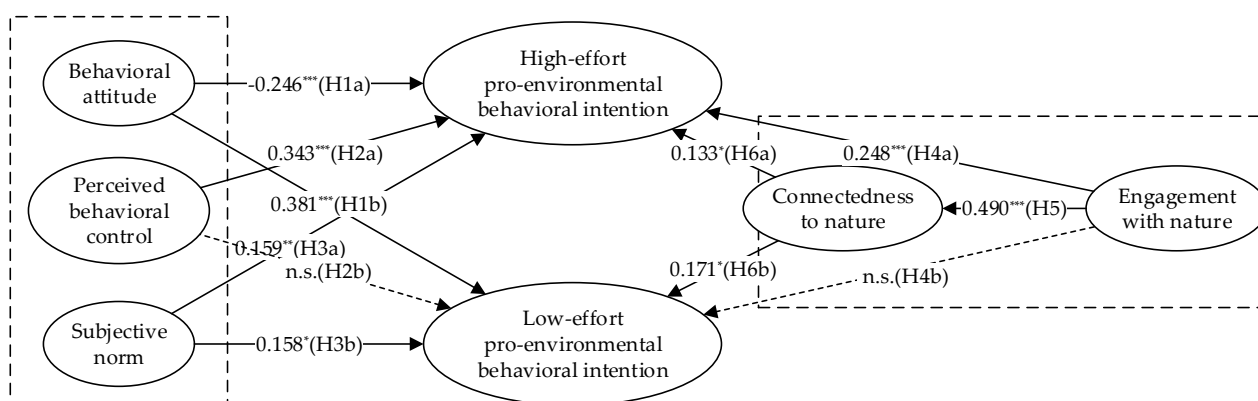 Behavioral
attitude
Perceived
behavioral
control
Subjective
norm
-0.246***(H1a)
0.343***(H2a)
0.381***(H1b)
0.159**(H3a)
n.s.(H2b)
0.158*(H3b)
High-effort
pro-environmental
behavioral intention
Low-effort
pro-environmental
behavioral intention
0.133*(H6a)
0.248***(H4a)
Connectedness
to nature
0.490***(H5)
Engagement
with nature
0.171*(H6b)
n.s.(H4b)